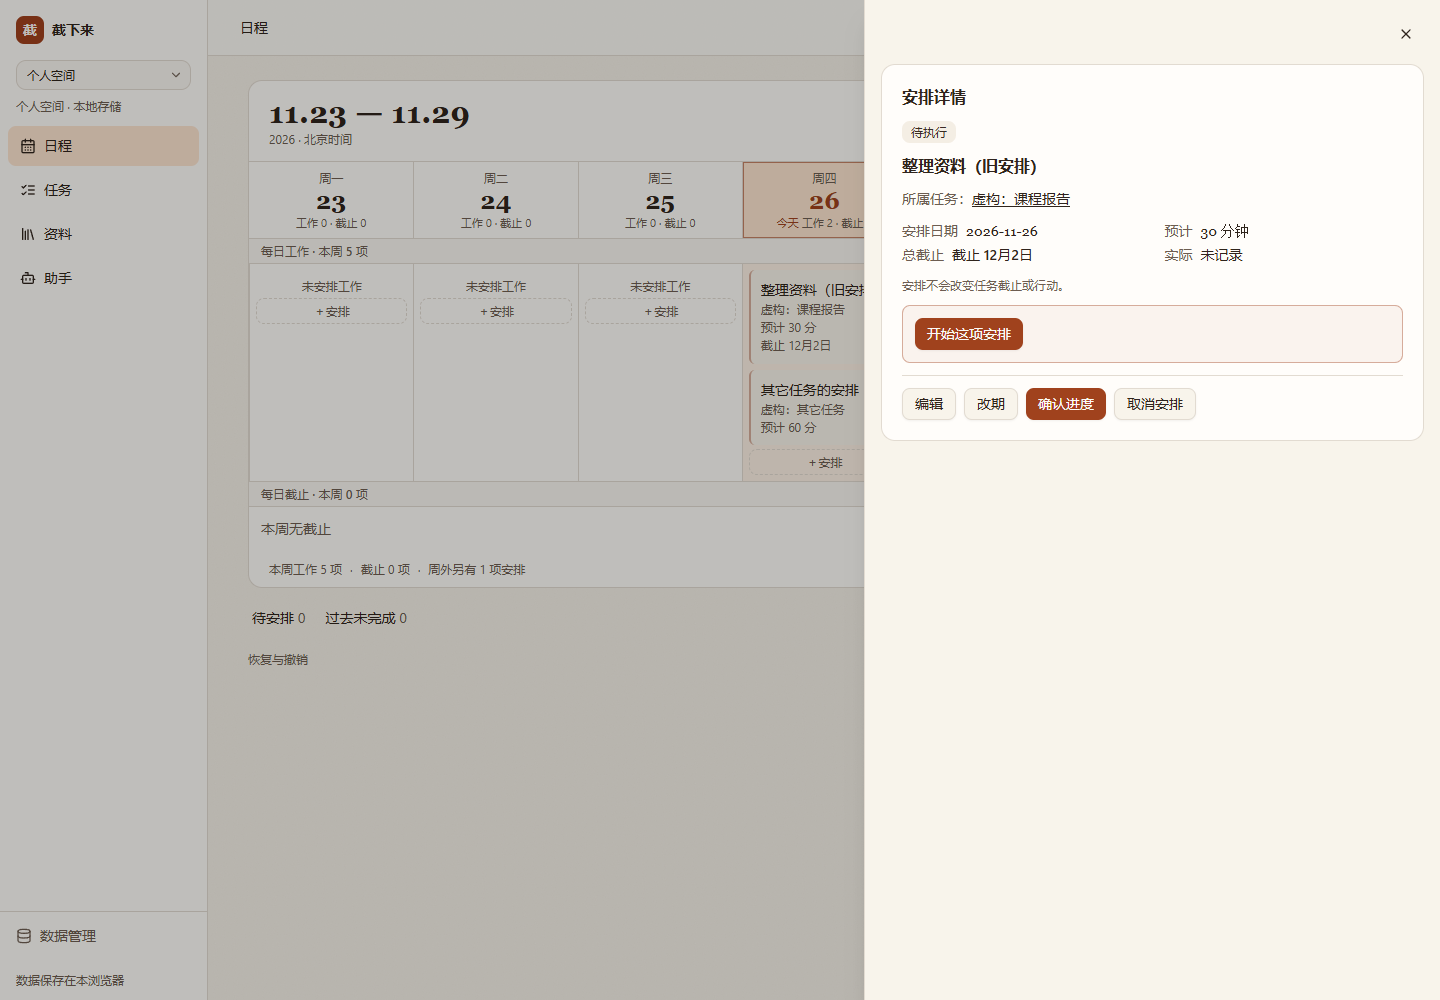 截 截下来
个人空间
个人空间 · 本地存储
日程
任务
资料
助手
数据管理
数据保存在本浏览器
日程
11.23 — 11.29
2026 · 北京时间
周一
23
工作 0 · 截止 0
周二
24
工作 0 · 截止 0
周三
25
工作 0 · 截止 0
周四
26
今天 工作 2 · 截止
每日工作 · 本周 5 项
未安排工作
+ 安排
未安排工作
+ 安排
未安排工作
+ 安排
整理资料（旧安排
虚构：课程报告
预计 30 分
截止 12月2日
其它任务的安排
虚构：其它任务
预计 60 分
+ 安排
每日截止 · 本周 0 项
本周无截止
本周工作 5 项 · 截止 0 项 · 周外另有 1 项安排
待安排 0 过去未完成 0
恢复与撤销
安排详情
待执行
整理资料（旧安排）
所属任务：虚构：课程报告
安排日期 2026-11-26 预计 30 分钟
总截止 截止 12月2日 实际 未记录
安排不会改变任务截止或行动。
开始这项安排
编辑 改期 确认进度 取消安排